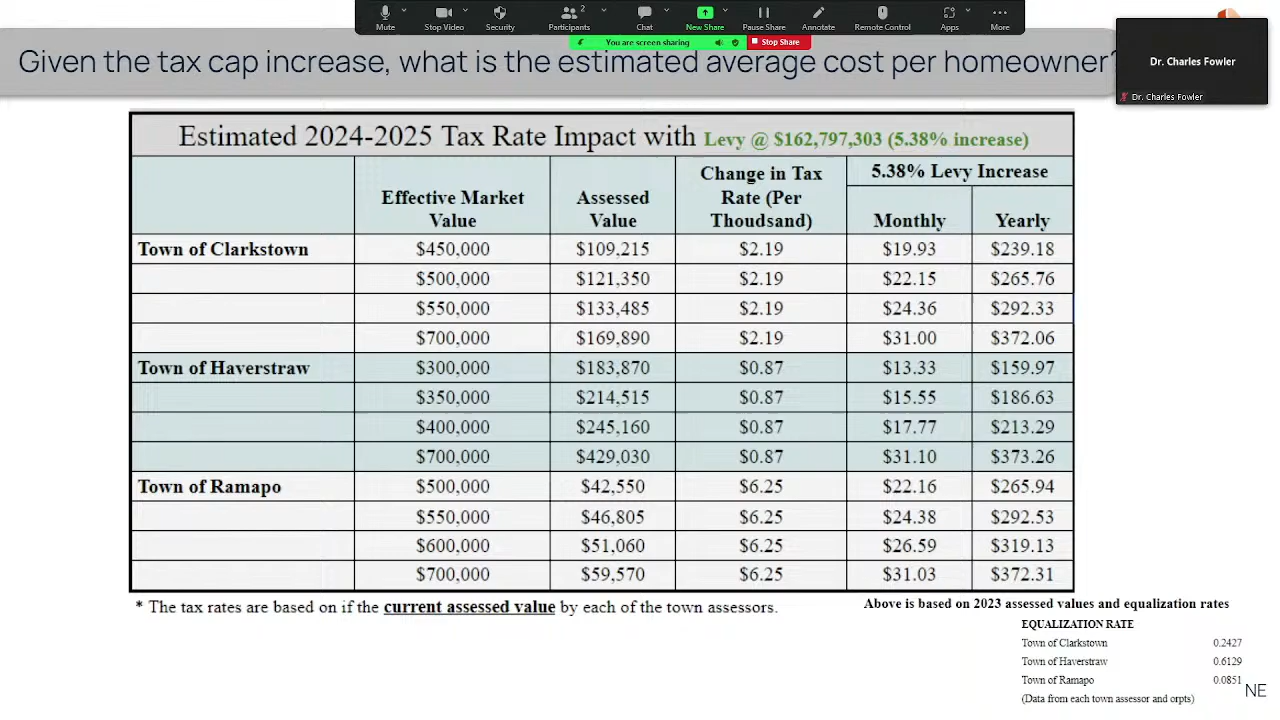 Mute Stop Video Security Participants 2 Chat New Share Pause Share Annotate Remote Control Apps More
You are screen sharing Stop Share
Given the tax cap increase, what is the estimated average cost per homeowner?
Dr. Charles Fowler
Dr. Charles Fowler
Estimated 2024-2025 Tax Rate Impact with Levy @ $162,797,303 (5.38% increase)
Effective Market Value Assessed Value Change in Tax Rate (Per Thoudsand) 5.38% Levy Increase
Monthly Yearly
Town of Clarkstown $450,000 $109,215 $2.19 $19.93 $239.18
$500,000 $121,350 $2.19 $22.15 $265.76
$550,000 $133,485 $2.19 $24.36 $292.33
$700,000 $169,890 $2.19 $31.00 $372.06
Town of Haverstraw $300,000 $183,870 $0.87 $13.33 $159.97
$350,000 $214,515 $0.87 $15.55 $186.63
$400,000 $245,160 $0.87 $17.77 $213.29
$700,000 $429,030 $0.87 $31.10 $373.26
Town of Ramapo $500,000 $42,550 $6.25 $22.16 $265.94
$550,000 $46,805 $6.25 $24.38 $292.53
$600,000 $51,060 $6.25 $26.59 $319.13
$700,000 $59,570 $6.25 $31.03 $372.31
* The tax rates are based on if the current assessed value by each of the town assessors.
Above is based on 2023 assessed values and equalization rates
EQUALIZATION RATE
Town of Clarkstown 0.2427
Town of Haverstraw 0.6129
Town of Ramapo 0.0851
(Data from each town assessor and orpts)
NE